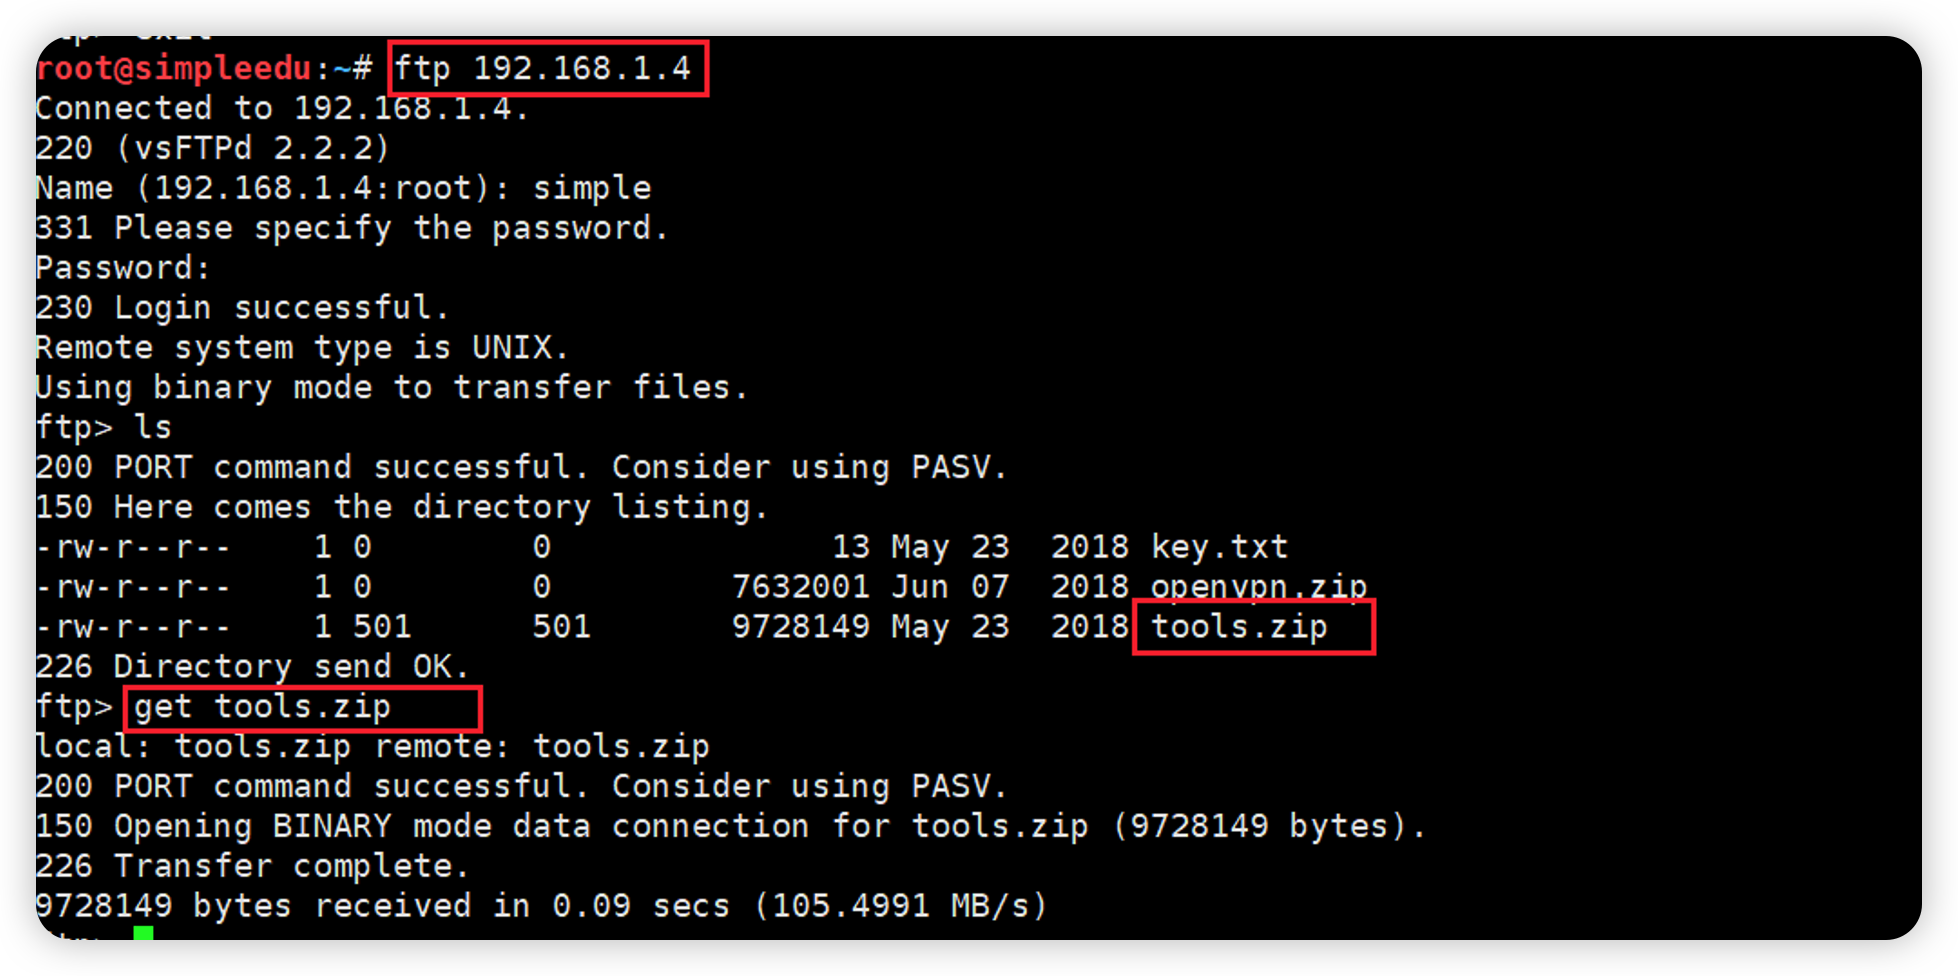 ftp> exit
root@simpleedu:~# ftp 192.168.1.4
Connected to 192.168.1.4.
220 (vsFTPd 2.2.2)
Name (192.168.1.4:root): simple
331 Please specify the password.
Password:
230 Login successful.
Remote system type is UNIX.
Using binary mode to transfer files.
ftp> ls
200 PORT command successful. Consider using PASV.
150 Here comes the directory listing.
-rw-r--r--    1 0        0              13 May 23  2018 key.txt
-rw-r--r--    1 0        0         7632001 Jun 07  2018 openvpn.zip
-rw-r--r--    1 501      501       9728149 May 23  2018 tools.zip
226 Directory send OK.
ftp> get tools.zip
local: tools.zip remote: tools.zip
200 PORT command successful. Consider using PASV.
150 Opening BINARY mode data connection for tools.zip (9728149 bytes).
226 Transfer complete.
9728149 bytes received in 0.09 secs (105.4991 MB/s)
ftp>